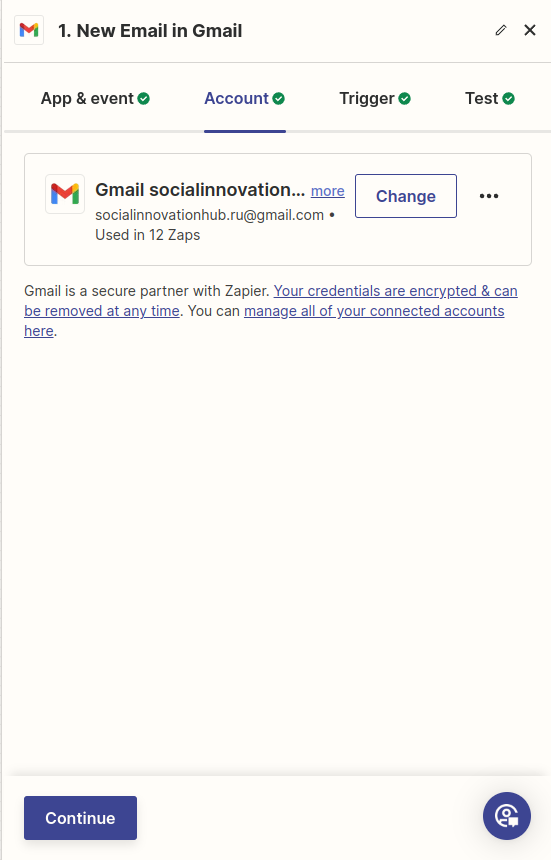 1. New Email in Gmail
App & event
Account
Trigger
Test
Gmail socialinnovation... more
socialinnovationhub.ru@gmail.com •
Used in 12 Zaps
Change
Gmail is a secure partner with Zapier. Your credentials are encrypted & can
be removed at any time. You can manage all of your connected accounts
here.
Continue